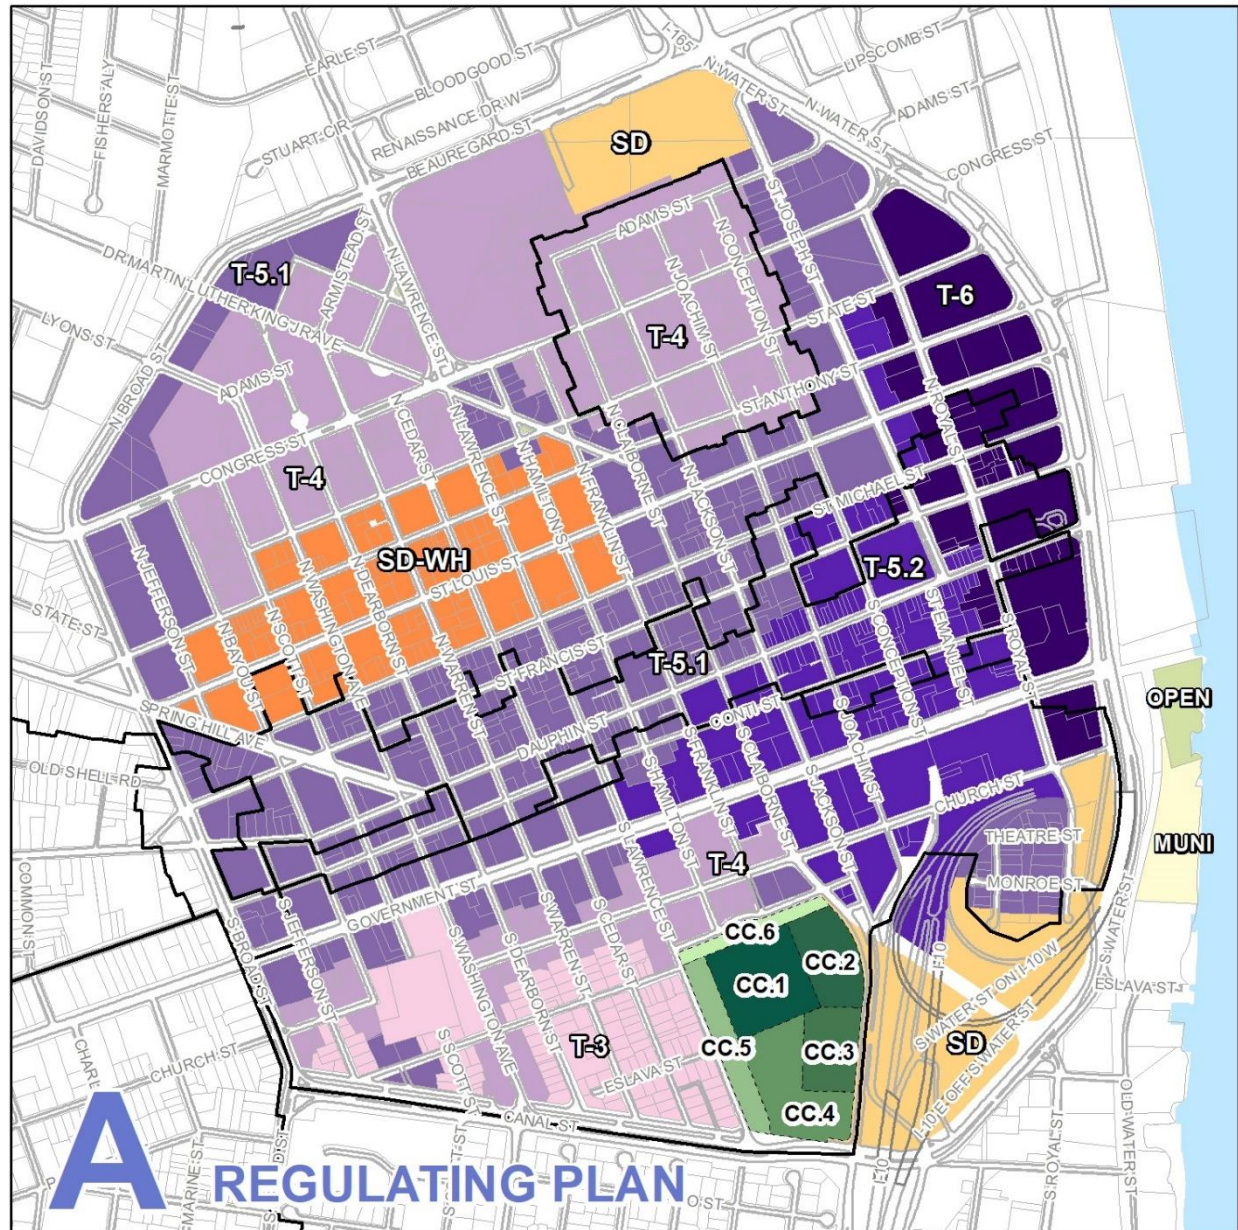 EARLE ST
BLOODGOOD ST
I-165
LIPSCOMB ST
DAVIDSON ST
FISHERS ALY
MARMOTTE ST
STUART CIR
RENAISSANCE DR W
BEAUREGARD ST
N WATER ST
N WATER ST
ADAMS ST
CONGRESS ST
SD
ADAMS ST
DR MARTIN LUTHER KING JR AVE
T-5.1
ARMSTEAD ST
N LAWRENCE ST
N JOACHIM ST
N CONCEPTION ST
ST JOSEPH ST
T-6
LYONS ST
STATE ST
T-4
N BROAD ST
ADAMS ST
ST ANTHONY ST
N ROYAL ST
CONGRESS ST
T-4
N CEDAR ST
N LAWRENCE ST
N HAMILTON ST
N FRANKLIN ST
N CLAIBORNE ST
N JACKSON ST
ST MICHAEL ST
SD-WH
ST LOUIS ST
T-5.2
N JEFFERSON ST
N BAYOU ST
N SCOTT ST
N WASHINGTON AVE
N DEARBORN ST
N WARREN ST
STATE ST
ST FRANCIS ST
T-5.1
S CONCEPTION ST
ST EMANUEL ST
S ROYAL ST
SPRING HILL AVE
DAUPHIN ST
CONTI ST
S JOACHIM ST
OPEN
OLD SHELL RD
S HAMILTON ST
S FRANKLIN ST
S CLAIBORNE ST
S JACKSON ST
CHURCH ST
THEATRE ST
MUNI
COMMON ST
GOVERNMENT ST
S LAWRENCE ST
T-4
MONROE ST
S BROAD ST
S JEFFERSON ST
S WASHINGTON AVE
S DEARBORN ST
S WARREN ST
S CEDAR ST
CC.6
CC.2
CC.1
I-10
S WATER ST
S WATER ST ON I-10 W
ESLAVA ST
CHURCH ST
S SCOTT ST
T-3
ESLAVA ST
CC.5
CC.3
SD
I-10 E OFF S WATER ST
CC.4
CANAL ST
I-10
S ROYAL ST
OLD WATER ST
A
REGULATING PLAN